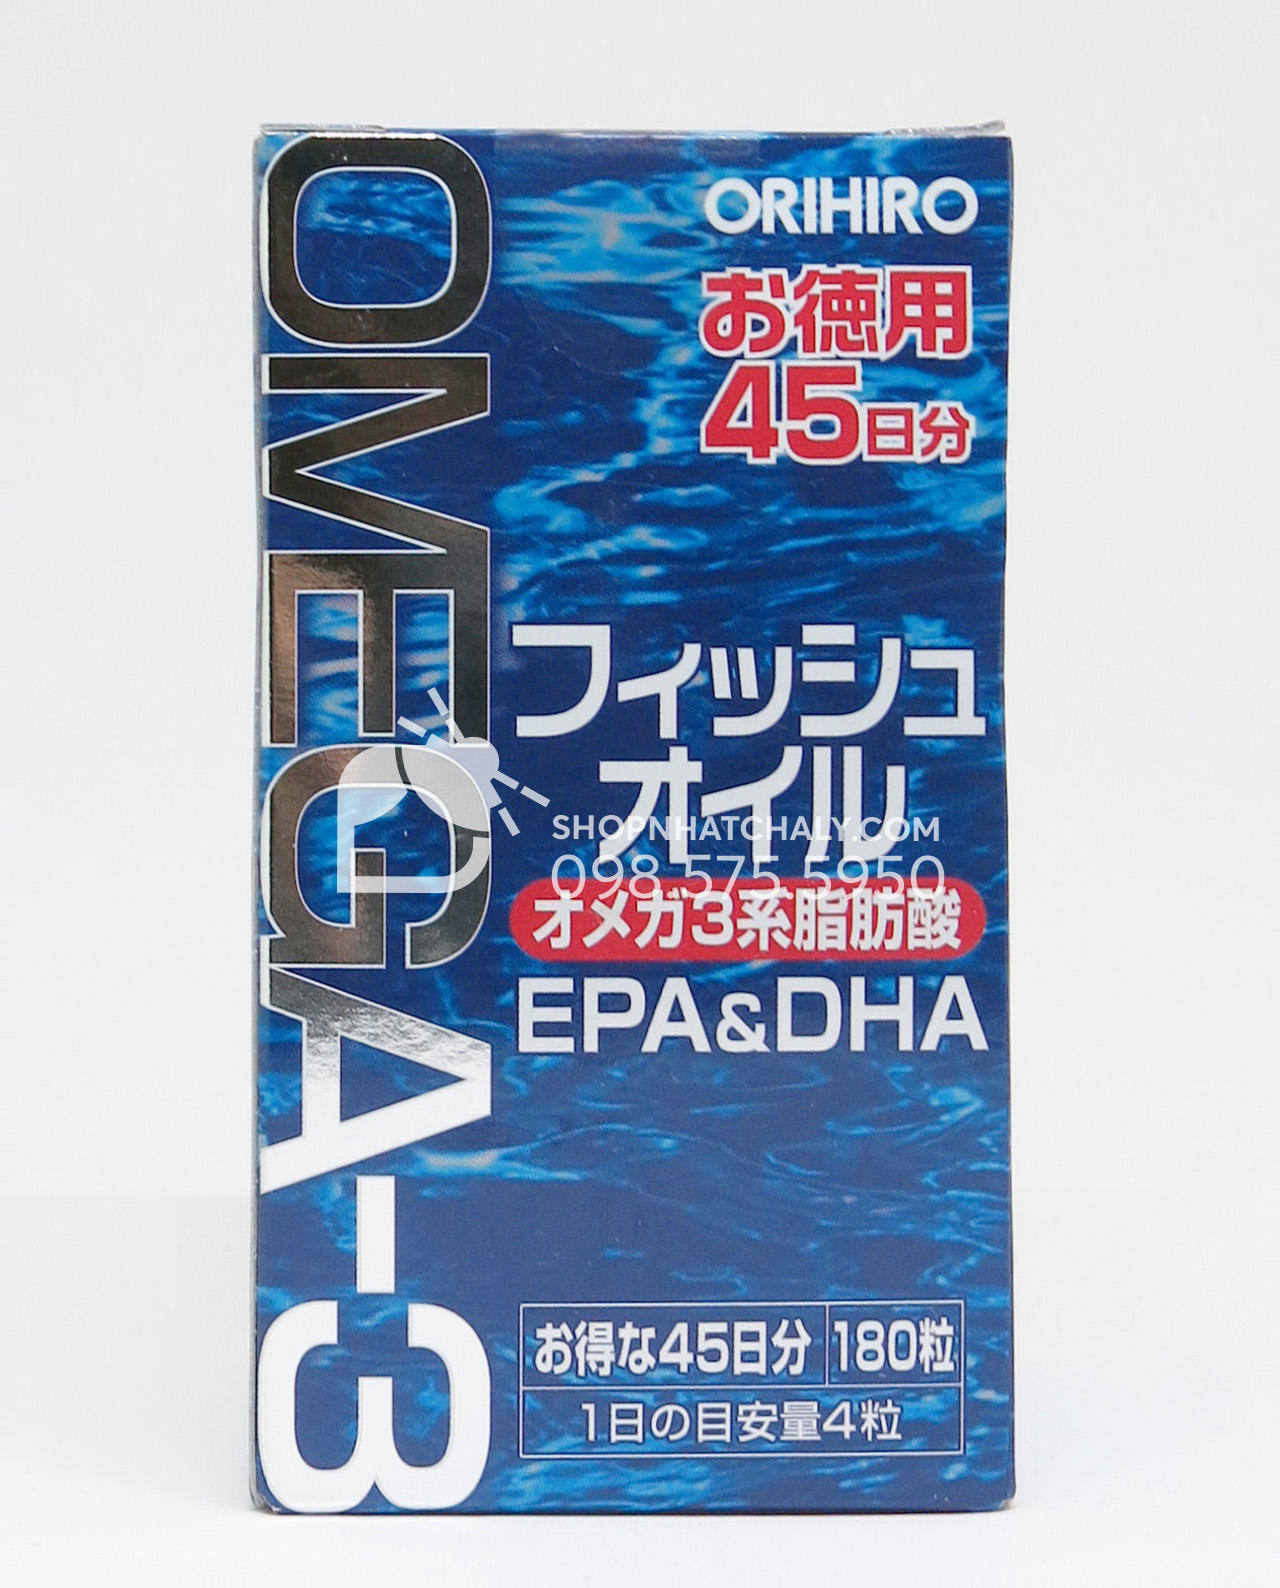 OMEGA-3
ORIHIRO
お徳用
45日分
フィッシュ
オイル
SHOPNHATCHALY.COM
098.575.5950
オメガ3系脂肪酸
EPA&DHA
お得な45日分 180粒
1日の目安量4粒